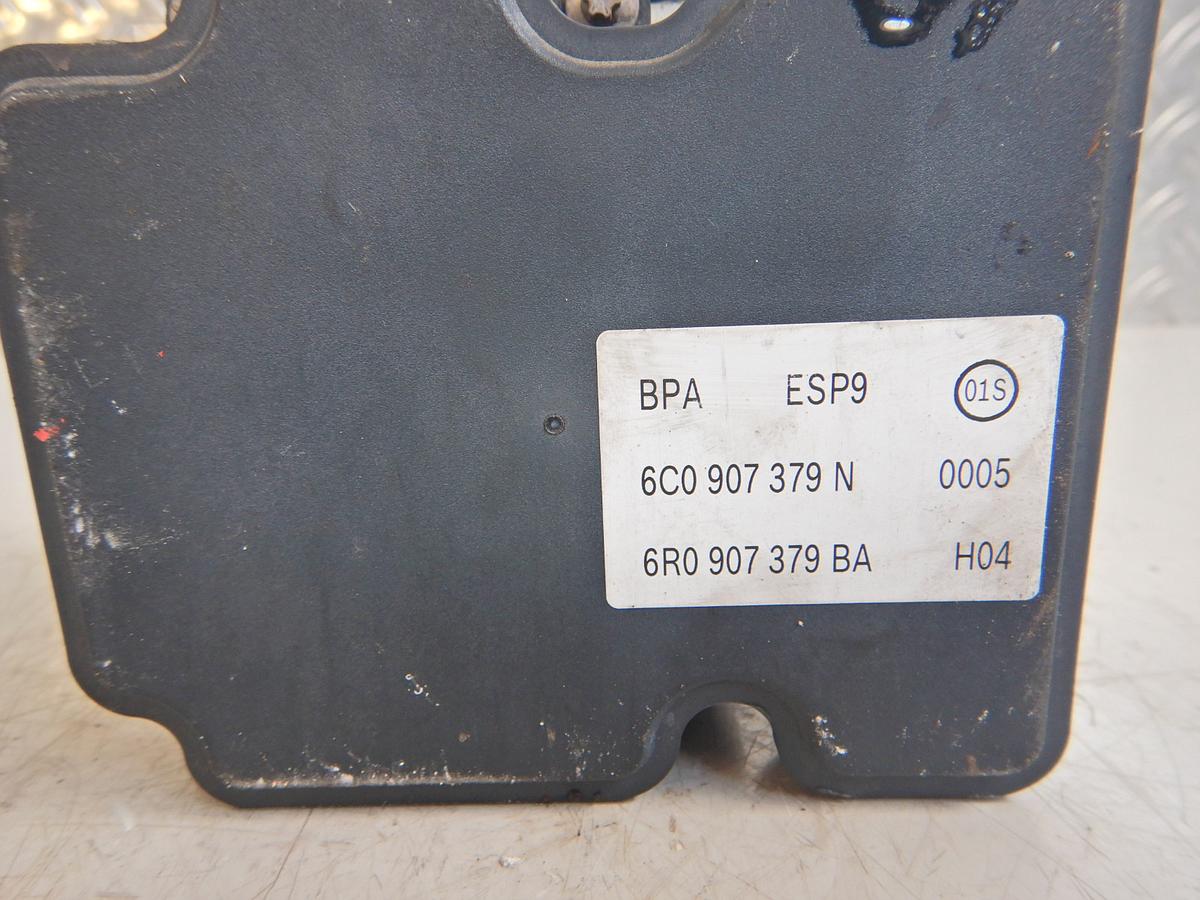 BPA ESP9 01S
6C0 907 379 N 0005
6R0 907 379 BA H04